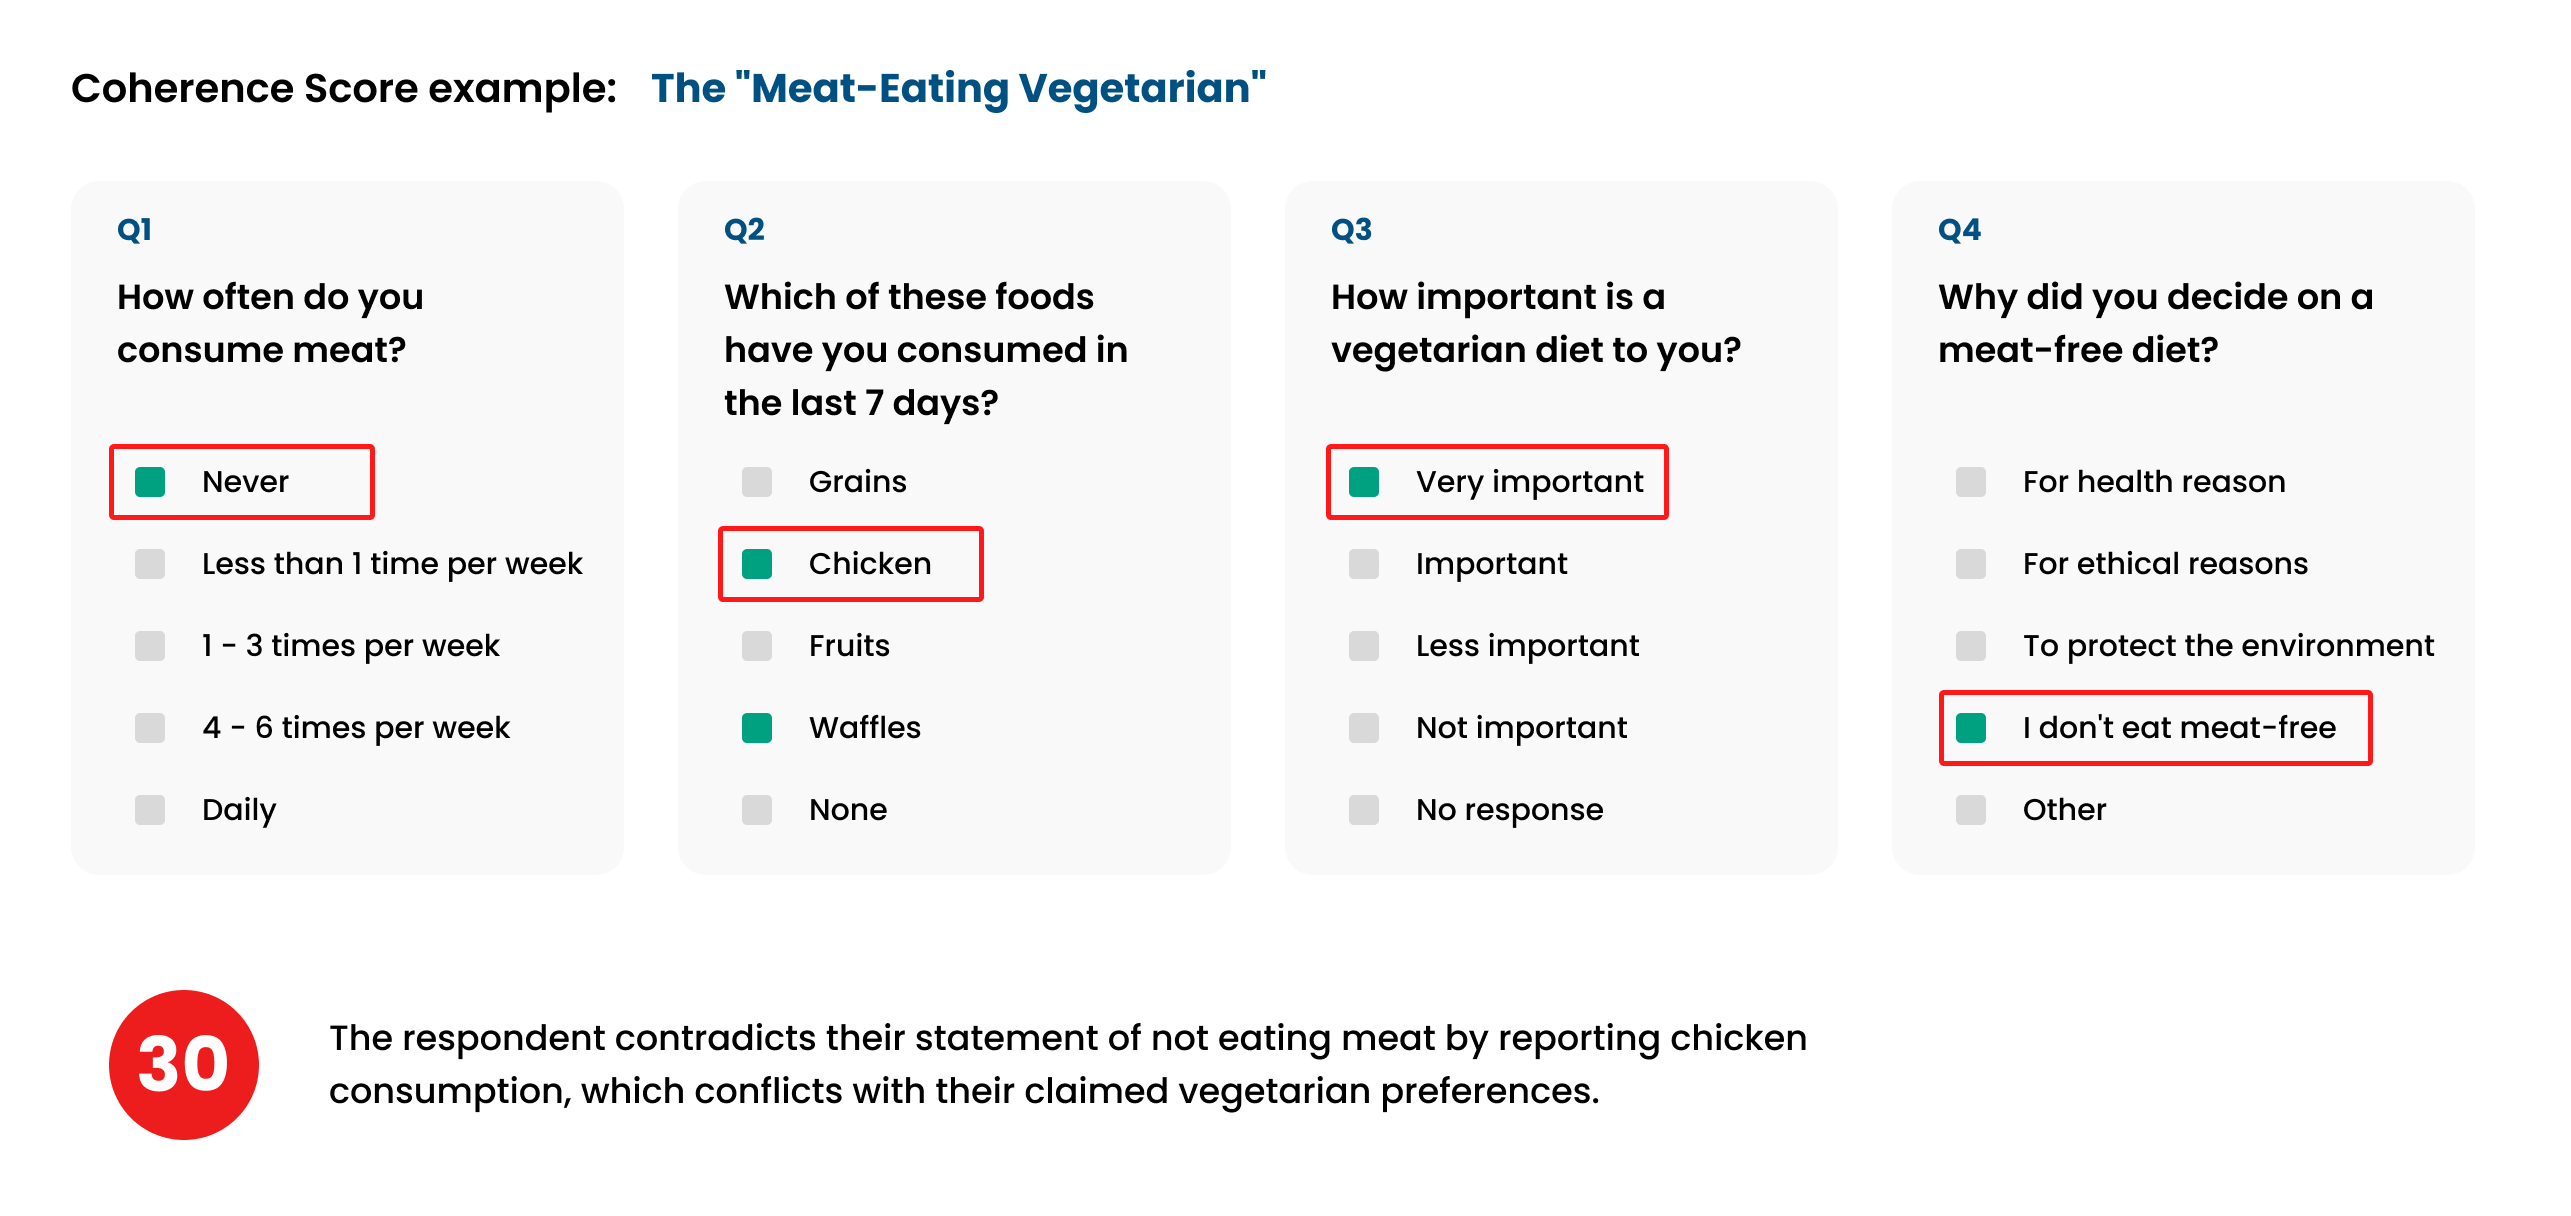 Coherence Score example: The "Meat-Eating Vegetarian"
Q1
How often do you
consume meat?
Never
Less than 1 time per week
1 - 3 times per week
4 - 6 times per week
Daily
Q2
Which of these foods
have you consumed in
the last 7 days?
Grains
Chicken
Fruits
Waffles
None
Q3
How important is a
vegetarian diet to you?
Very important
Important
Less important
Not important
No response
Q4
Why did you decide on a
meat-free diet?
For health reason
For ethical reasons
To protect the environment
I don't eat meat-free
Other
30
The respondent contradicts their statement of not eating meat by reporting chicken
consumption, which conflicts with their claimed vegetarian preferences.